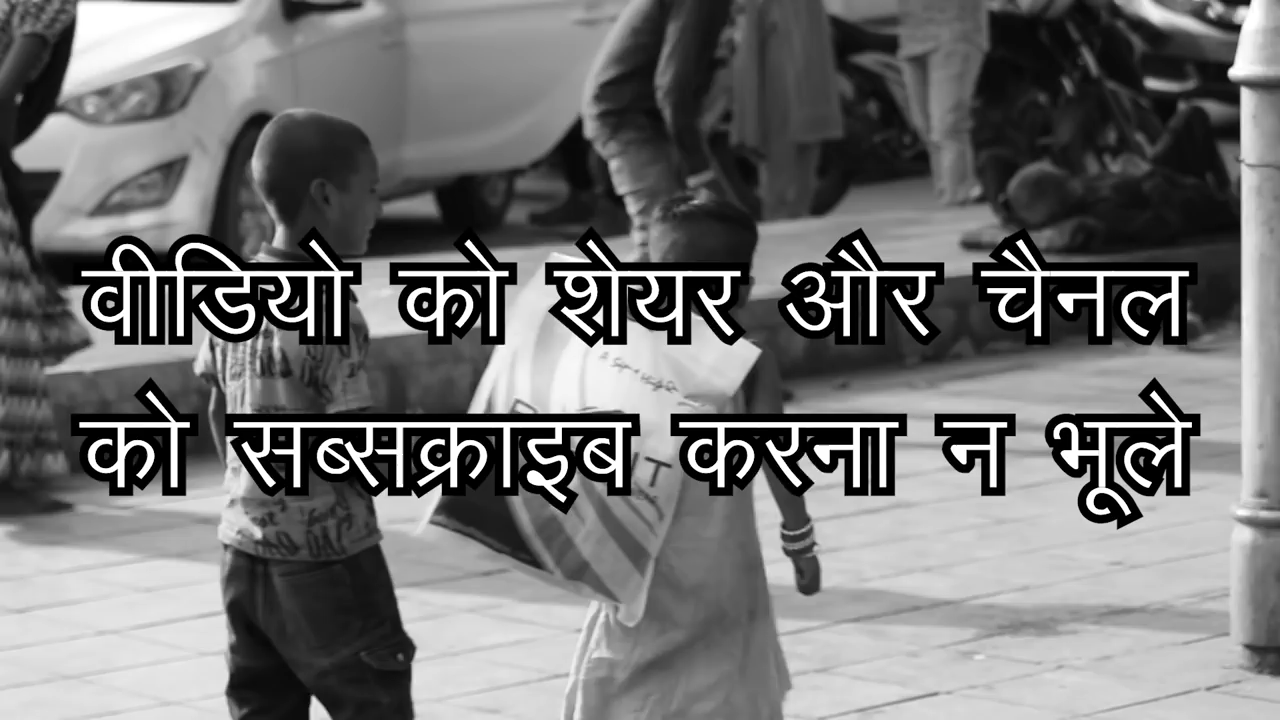 वीडियो को शेयर और चैनल
को सब्सक्राइब करना न भूले